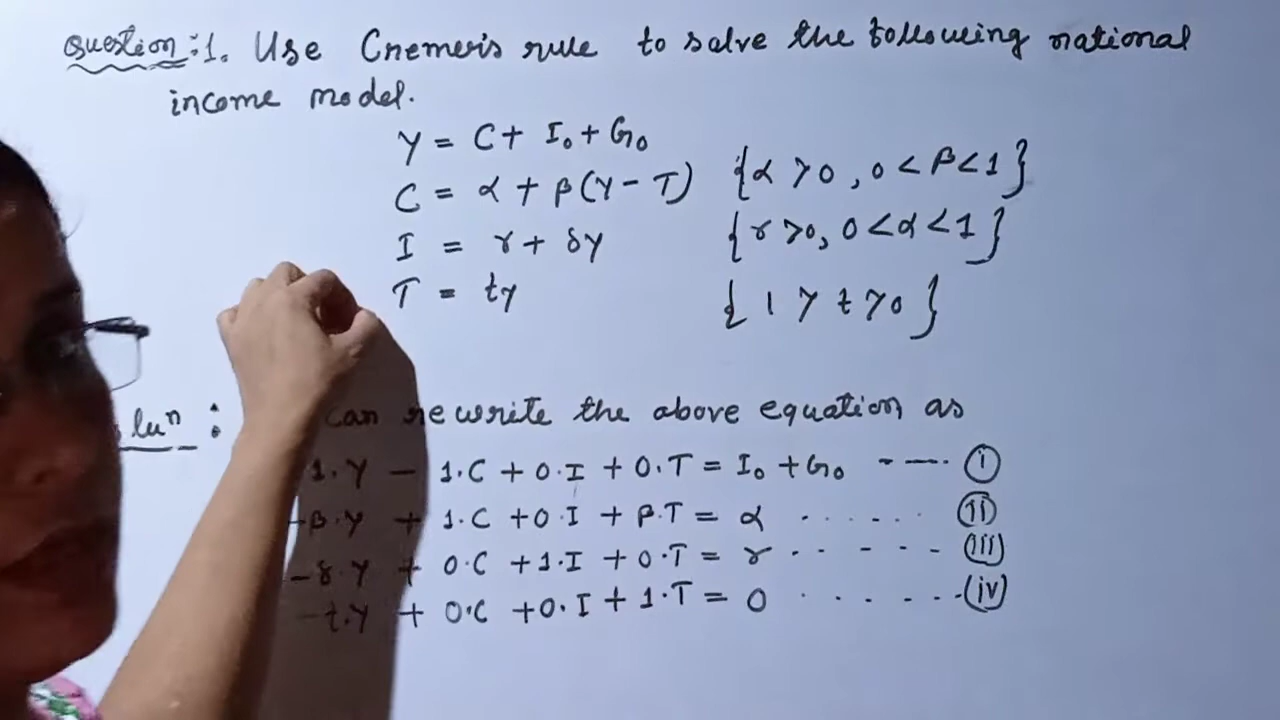 Question:1. Use Cremer's rule to solve the following national
income model.
Y = C + I₀ + G₀
C = α + β(Y - T) {α > 0, 0 < β < 1}
I = r + δy {r > 0, 0 < α < 1}
T = ty {1 > t > 0}
luⁿ : can rewrite the above equation as
1.Y - 1.C + 0.I + 0.T = I₀ + G₀ ---- (i)
-β.Y + 1.C + 0.I + β.T = α ...... (ii)
-δ.Y + 0.C + 1.I + 0.T = r ------ (iii)
-t.Y + 0.C + 0.I + 1.T = 0 ...... (iv)